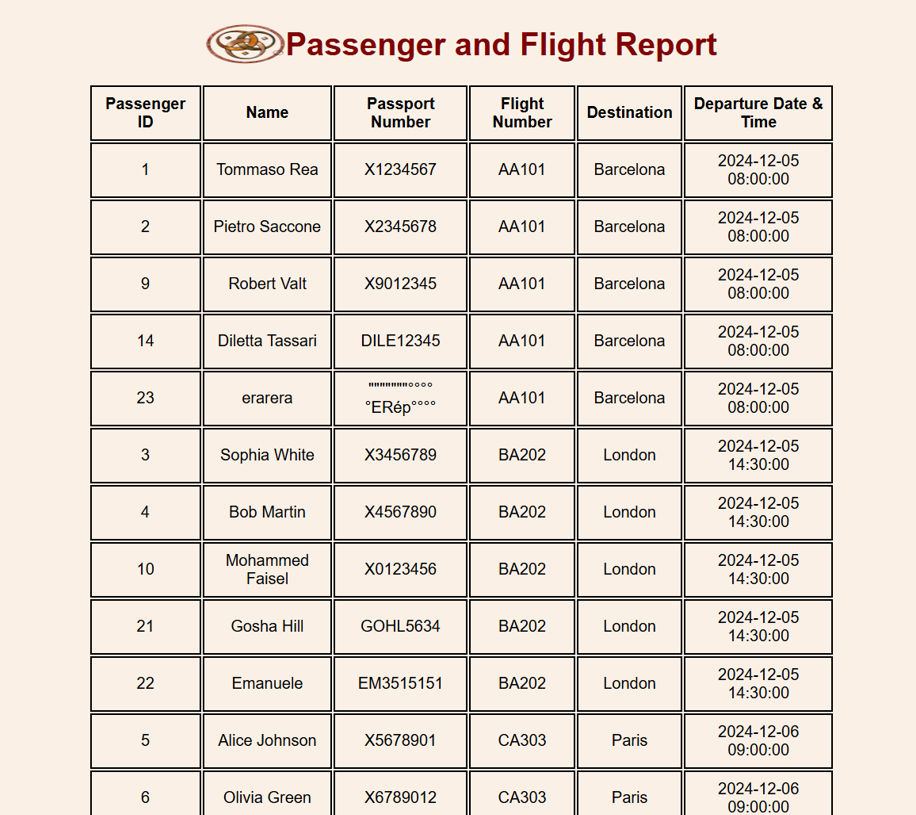 Passenger and Flight Report
Passenger ID Name Passport Number Flight Number Destination Departure Date & Time
1 Tommaso Rea X1234567 AA101 Barcelona 2024-12-05 08:00:00
2 Pietro Saccone X2345678 AA101 Barcelona 2024-12-05 08:00:00
9 Robert Valt X9012345 AA101 Barcelona 2024-12-05 08:00:00
14 Diletta Tassari DILE12345 AA101 Barcelona 2024-12-05 08:00:00
23 erarera """""""°°°° °ERép°°°° AA101 Barcelona 2024-12-05 08:00:00
3 Sophia White X3456789 BA202 London 2024-12-05 14:30:00
4 Bob Martin X4567890 BA202 London 2024-12-05 14:30:00
10 Mohammed Faisel X0123456 BA202 London 2024-12-05 14:30:00
21 Gosha Hill GOHL5634 BA202 London 2024-12-05 14:30:00
22 Emanuele EM3515151 BA202 London 2024-12-05 14:30:00
5 Alice Johnson X5678901 CA303 Paris 2024-12-06 09:00:00
6 Olivia Green X6789012 CA303 Paris 2024-12-06 09:00:00